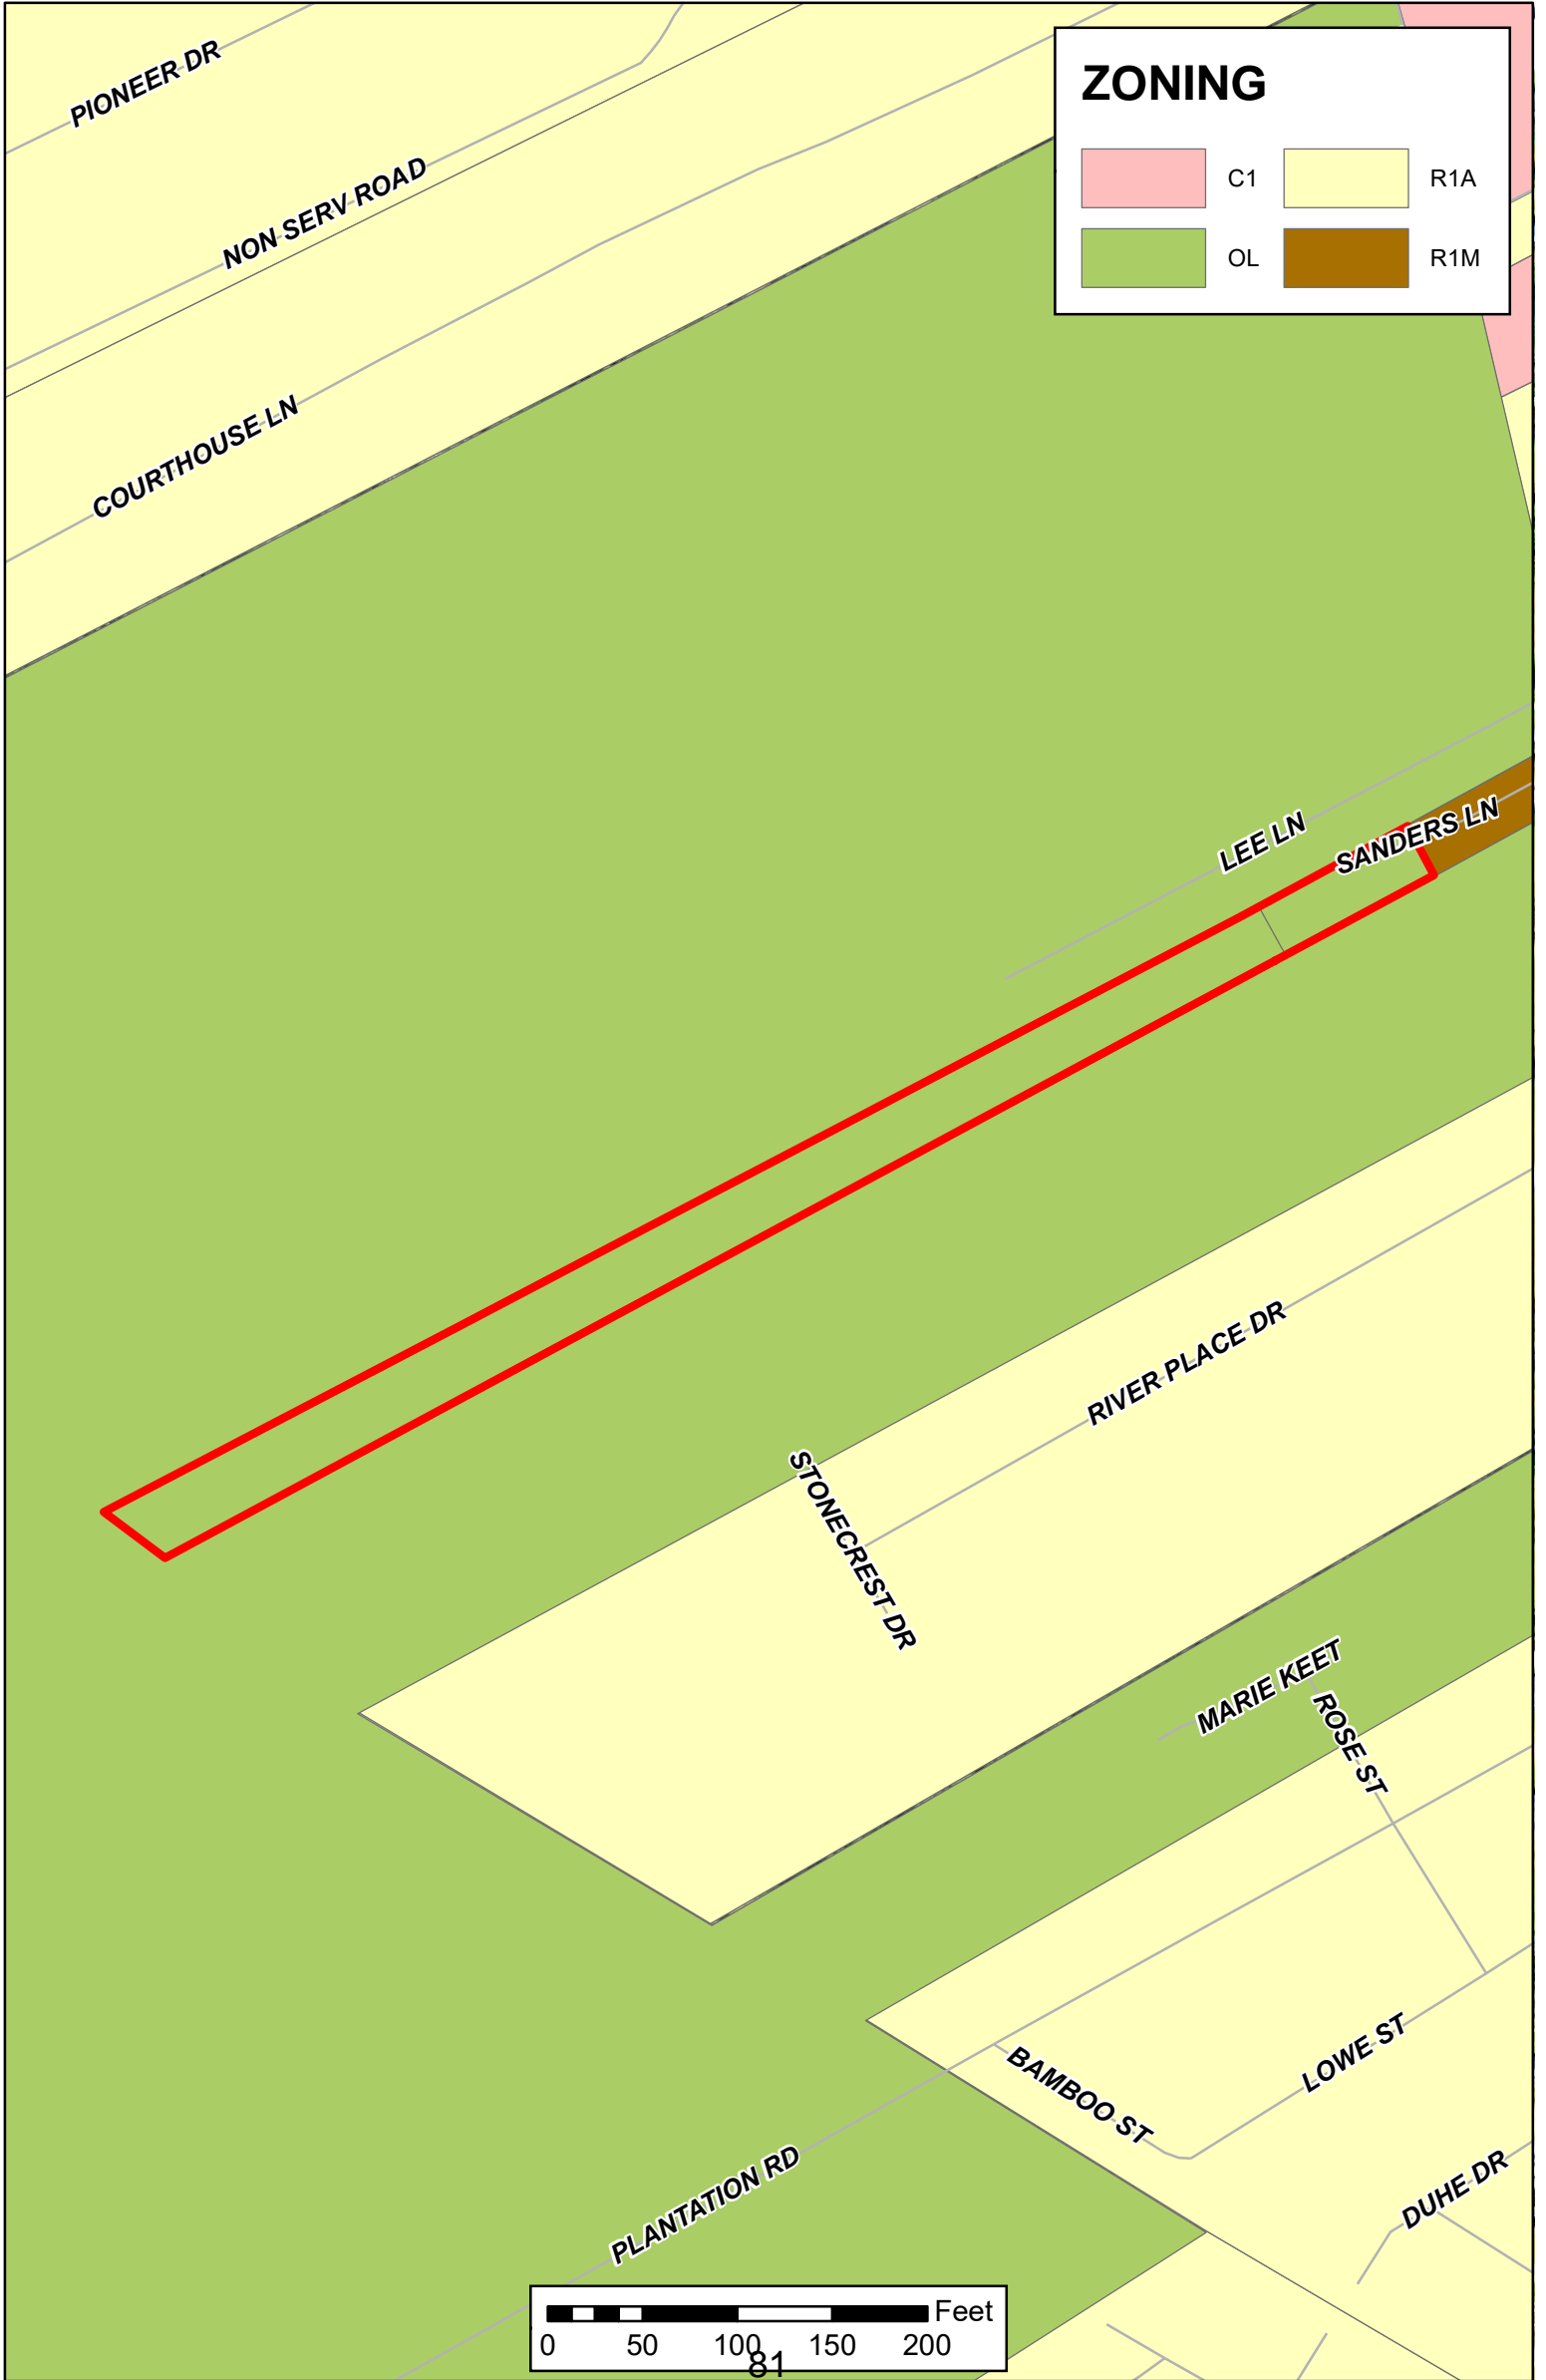 PIONEER DR
NON SERV ROAD
COURTHOUSE LN
ZONING
C1 R1A
OL R1M
LEE LN
SANDERS LN
RIVER PLACE DR
STONECREST DR
MARIE KEET
ROSE ST
BAMBOO ST
LOWE ST
DUHE DR
PLANTATION RD
Feet
0 50 100 150 200
81